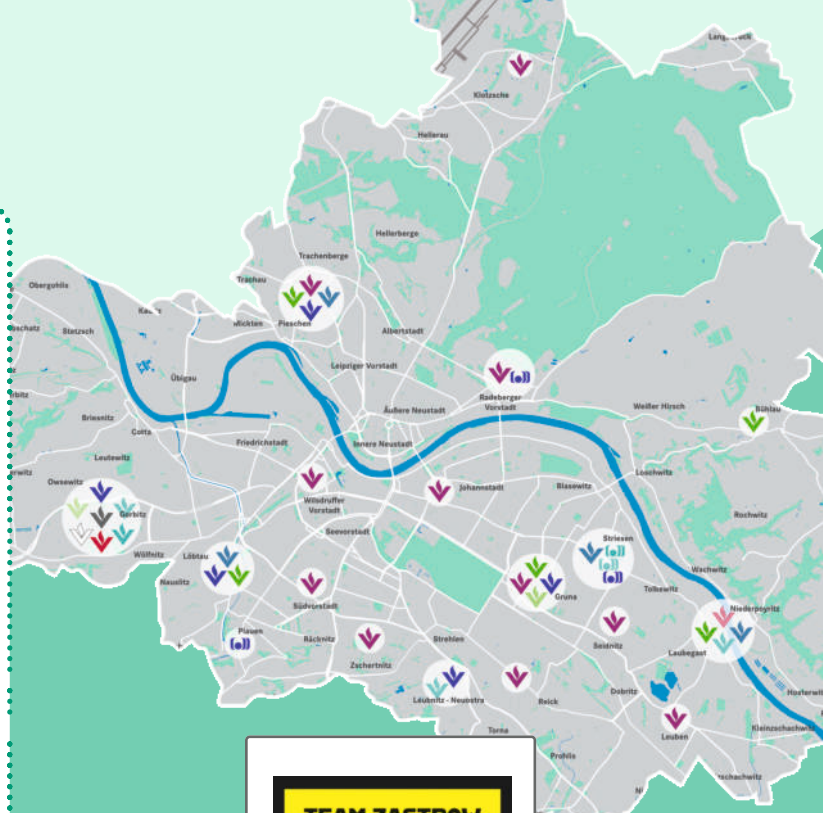 Klotzsche
Hellerau
Hellerberge
Trachenberge
Trachau
Obergohlis
Mickten
Pieschen
Stetzsch
Albertstadt
Leipziger Vorstadt
Übigau
Radeberger
Vorstadt
Äußere Neustadt
Weißer Hirsch
Bühlau
Briesnitz
Cotta
Friedrichstadt
Innere Neustadt
Leutewitz
Loschwitz
Omsewitz
Johannstadt
Blasewitz
Wilsdruffer
Vorstadt
Gorbitz
Rochwitz
Seevorstadt
Striesen
Wölfnitz
Löbtau
Wachwitz
Naußlitz
Tolkewitz
Gruna
Südvorstadt
Niederpoyritz
Plauen
Räcknitz
Strehlen
Seidnitz
Laubegast
Zschertnitz
Dobritz
Leubnitz - Neuostra
Reick
Kleinzschachwitz
Torna
Leuben
Prohlis
TEAM ZASTROW